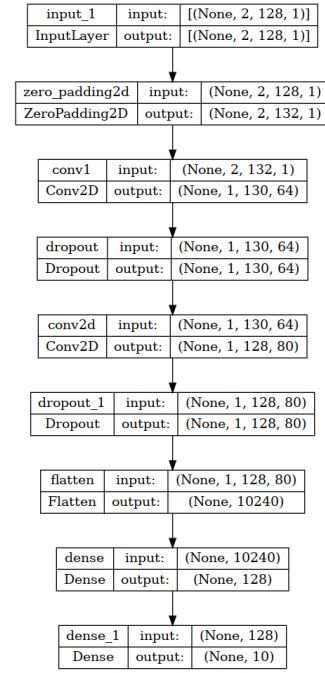 input_1 input: [(None, 2, 128, 1)]
InputLayer output: [(None, 2, 128, 1)]
zero_padding2d input: (None, 2, 128, 1)
ZeroPadding2D output: (None, 2, 132, 1)
conv1 input: (None, 2, 132, 1)
Conv2D output: (None, 1, 130, 64)
dropout input: (None, 1, 130, 64)
Dropout output: (None, 1, 130, 64)
conv2d input: (None, 1, 130, 64)
Conv2D output: (None, 1, 128, 80)
dropout_1 input: (None, 1, 128, 80)
Dropout output: (None, 1, 128, 80)
flatten input: (None, 1, 128, 80)
Flatten output: (None, 10240)
dense input: (None, 10240)
Dense output: (None, 128)
dense_1 input: (None, 128)
Dense output: (None, 10)